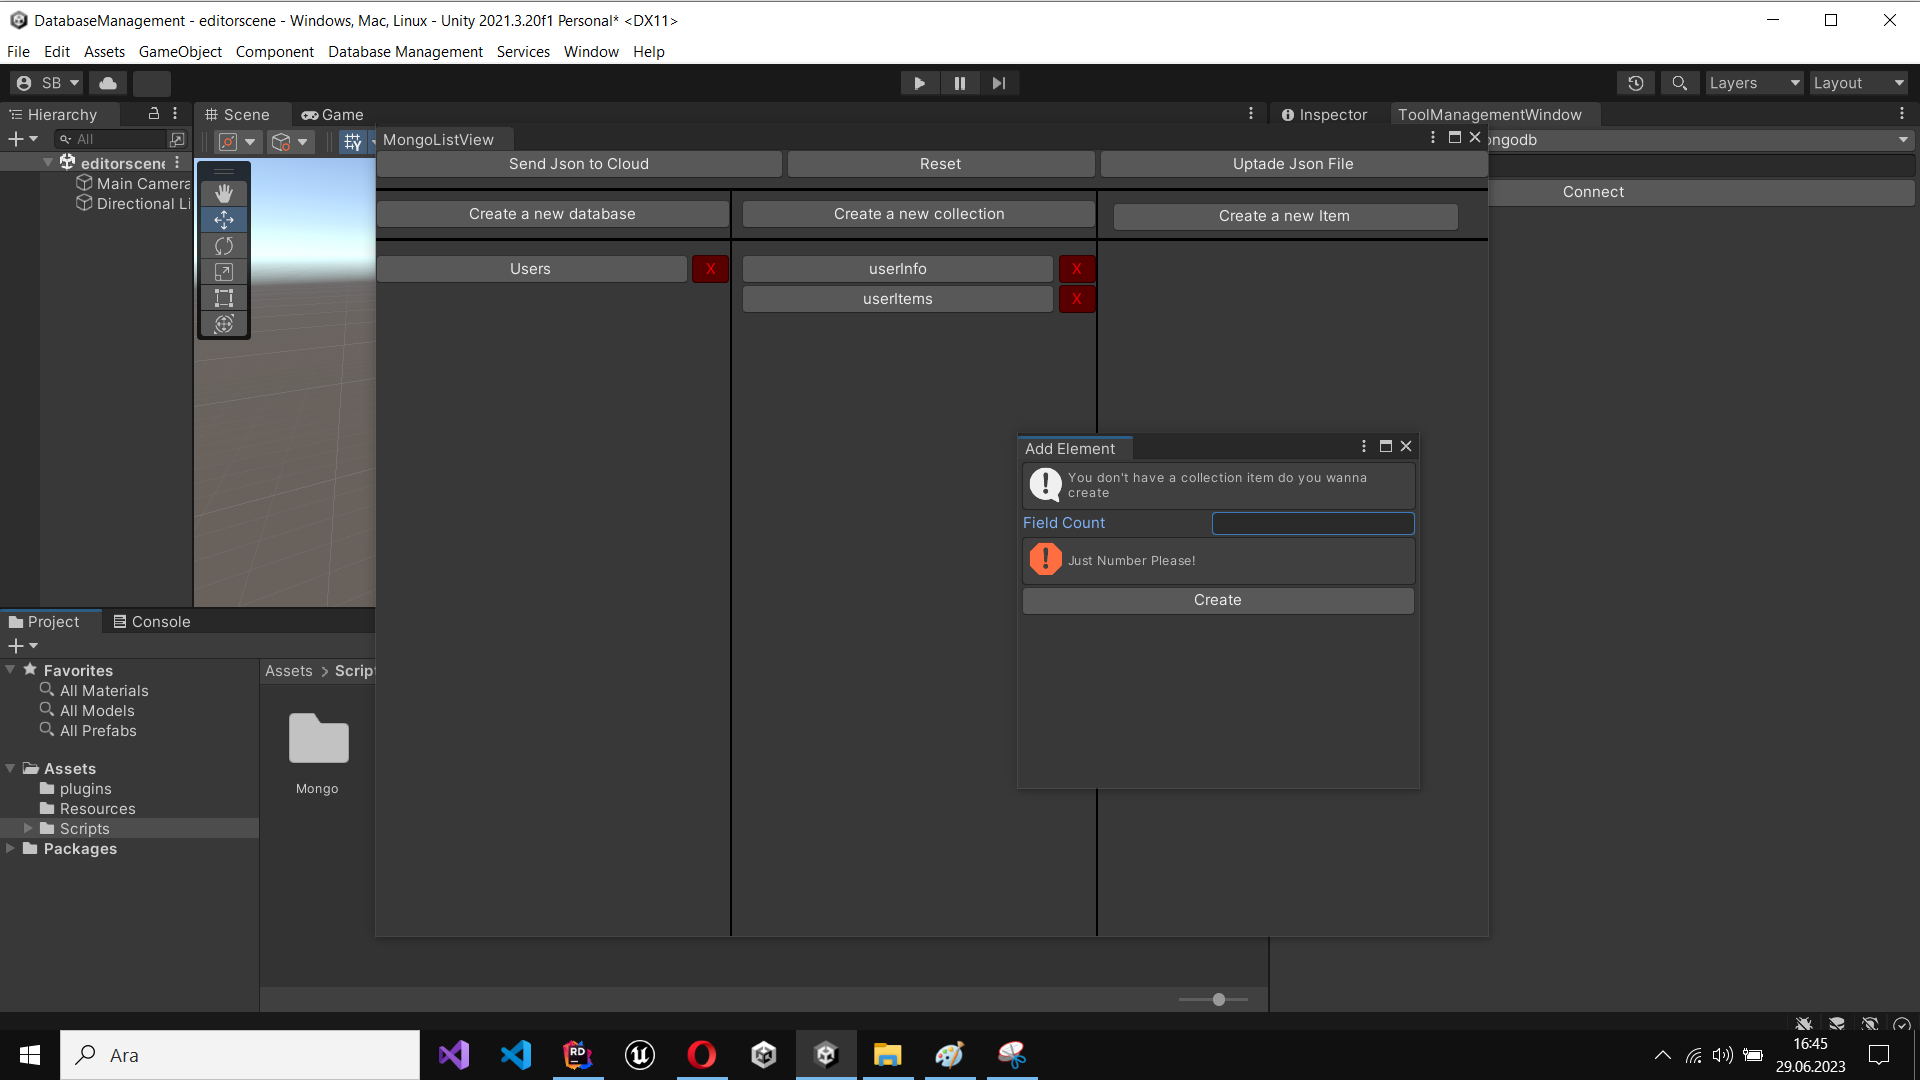 DatabaseManagement - editorscene - Windows, Mac, Linux - Unity 2021.3.20f1 Personal* <DX11>
File Edit Assets GameObject Component Database Management Services Window Help
SB
Layers
Layout
Hierarchy
Scene
Game
Inspector
ToolManagementWindow
All
MongoListView
ongodb
editorscene
Main Camera
Directional Li
Send Json to Cloud
Reset
Uptade Json File
Connect
Create a new database
Create a new collection
Create a new Item
Users
X
userInfo
X
userItems
X
Add Element
You don't have a collection item do you wanna
create
Field Count
Just Number Please!
Create
Project
Console
Favorites
All Materials
All Models
All Prefabs
Assets > Scrip
Assets
plugins
Resources
Scripts
Packages
Mongo
Ara
RD
16:45
29.06.2023